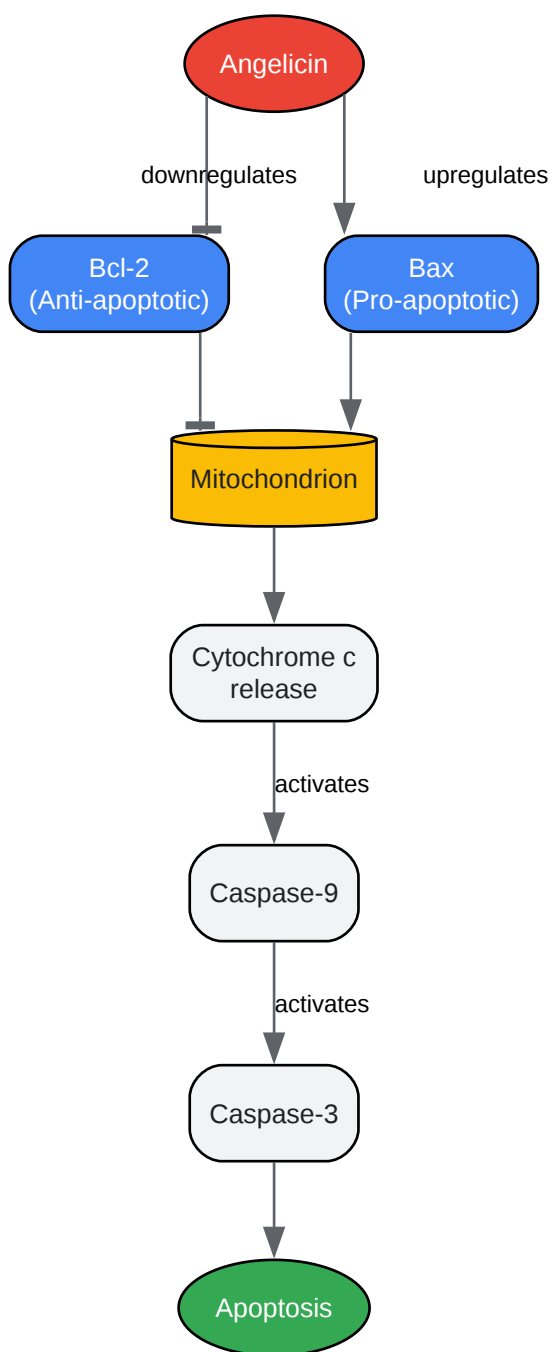 Angelicin
downregulates
upregulates
Bcl-2
(Anti-apoptotic)
Bax
(Pro-apoptotic)
Mitochondrion
Cytochrome c
release
activates
Caspase-9
activates
Caspase-3
Apoptosis